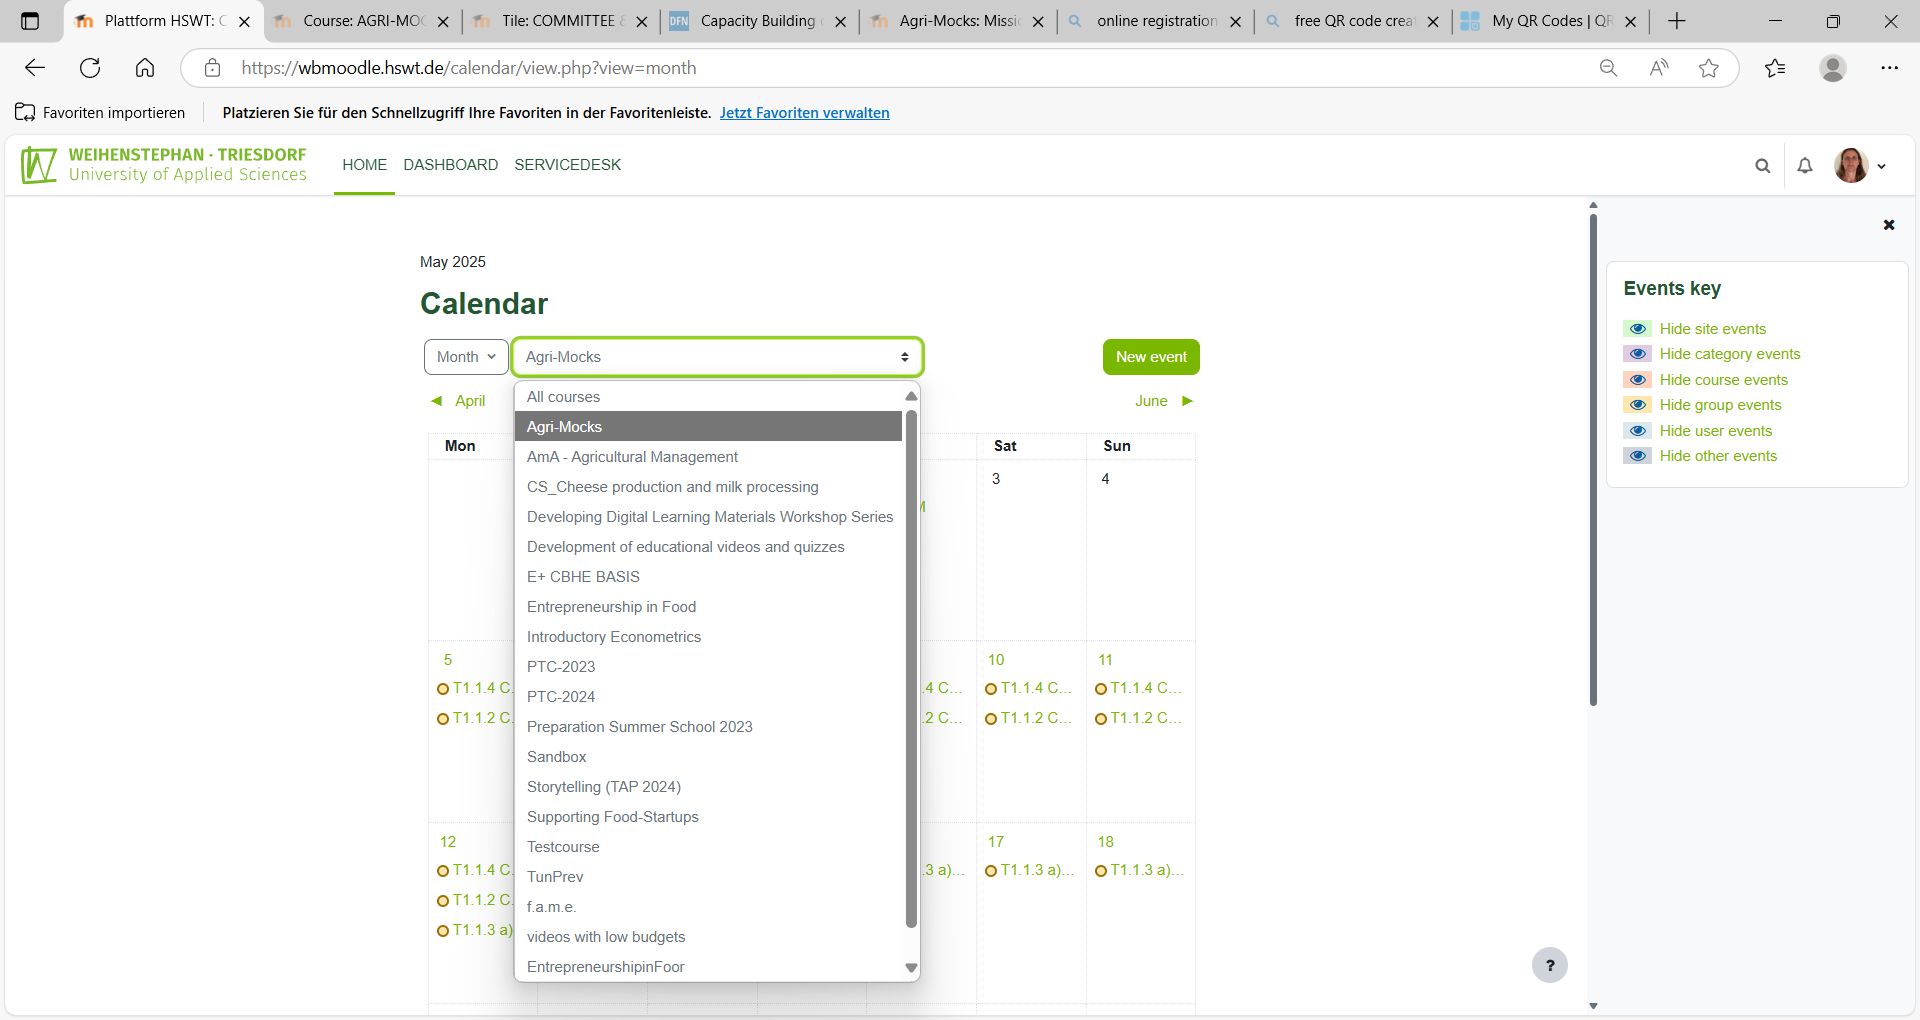 Plattform HSWT: C
Course: AGRI-MOC
Tile: COMMITTEE &
DFN Capacity Building
Agri-Mocks: Missi
online registration
free QR code crea
My QR Codes | QR
https://wbmoodle.hswt.de/calendar/view.php?view=month
Favoriten importieren
Platzieren Sie für den Schnellzugriff Ihre Favoriten in der Favoritenleiste. Jetzt Favoriten verwalten
WEIHENSTEPHAN · TRIESDORF
University of Applied Sciences
HOME DASHBOARD SERVICEDESK
May 2025
Calendar
Month
Agri-Mocks
New event
April
June
Mon
Sat
Sun
All courses
Agri-Mocks
AmA - Agricultural Management
CS_Cheese production and milk processing
Developing Digital Learning Materials Workshop Series
Development of educational videos and quizzes
E+ CBHE BASIS
Entrepreneurship in Food
Introductory Econometrics
PTC-2023
PTC-2024
Preparation Summer School 2023
Sandbox
Storytelling (TAP 2024)
Supporting Food-Startups
Testcourse
TunPrev
f.a.m.e.
videos with low budgets
EntrepreneurshipinFoor
3
4
5
T1.1.4 C.
T1.1.2 C.
.4 C...
.2 C...
10
T1.1.4 C...
T1.1.2 C...
11
T1.1.4 C...
T1.1.2 C...
12
T1.1.4 C.
T1.1.2 C.
T1.1.3 a)
.3 a)...
17
T1.1.3 a)...
18
T1.1.3 a)...
Events key
Hide site events
Hide category events
Hide course events
Hide group events
Hide user events
Hide other events
?